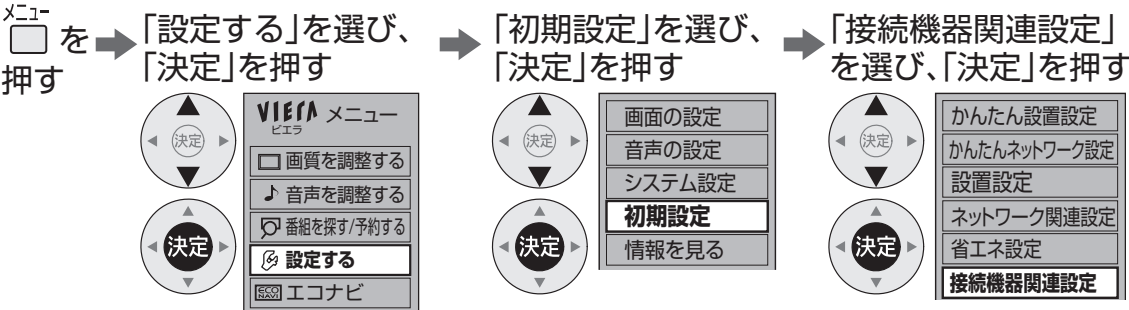 メニュー
を
押す
「設定する」を選び、
「決定」を押す
決定
決定
VIERA メニュー
ビエラ
画質を調整する
音声を調整する
番組を探す/予約する
設定する
ECO NAVI エコナビ
「初期設定」を選び、
「決定」を押す
決定
決定
画面の設定
音声の設定
システム設定
初期設定
情報を見る
「接続機器関連設定」
を選び、「決定」を押す
決定
決定
かんたん設置設定
かんたんネットワーク設定
設置設定
ネットワーク関連設定
省エネ設定
接続機器関連設定